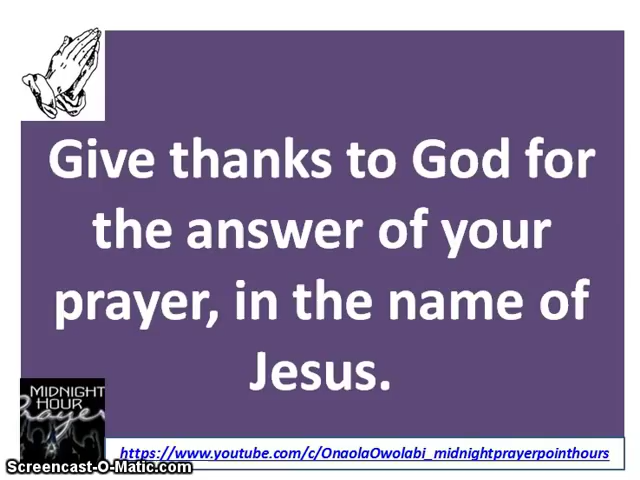 Give thanks to God for
the answer of your
prayer, in the name of
Jesus.
MIDNIGHT
HOUR
Prayer
https://www.youtube.com/c/OnaolaOwolabi_midnightprayerpointhours
Screencast-O-Matic.com